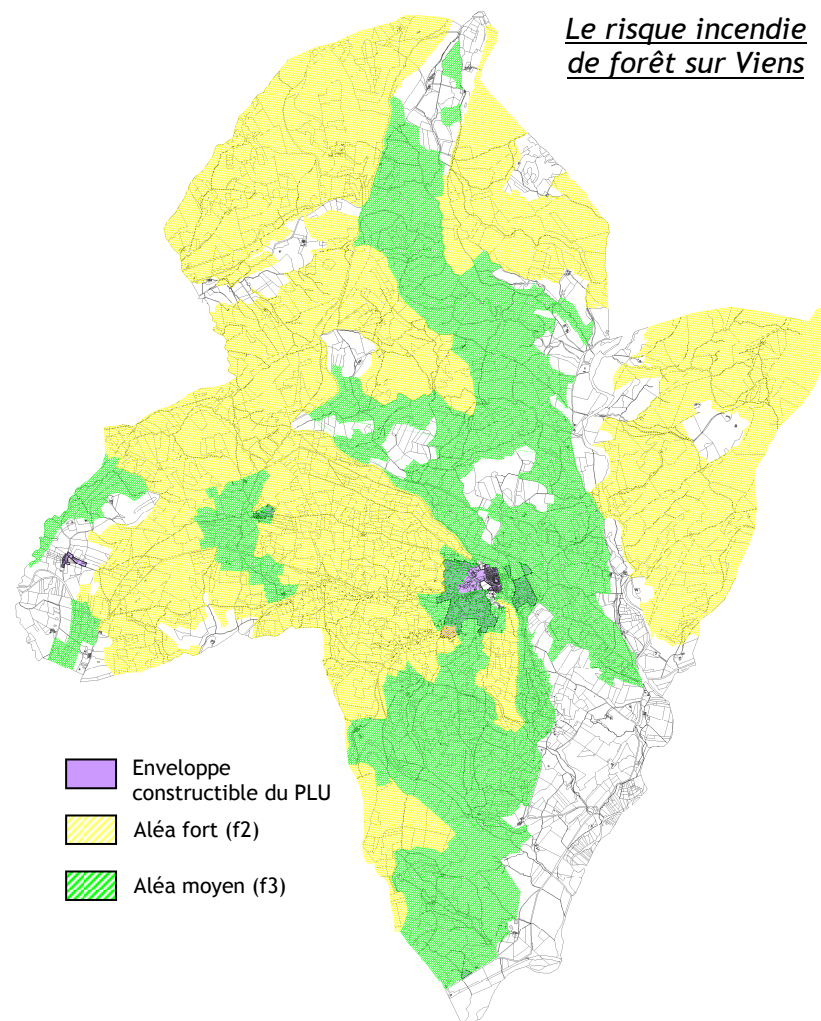 Le risque incendie
de forêt sur Viens
Enveloppe
constructible du PLU
Aléa fort (f2)
Aléa moyen (f3)